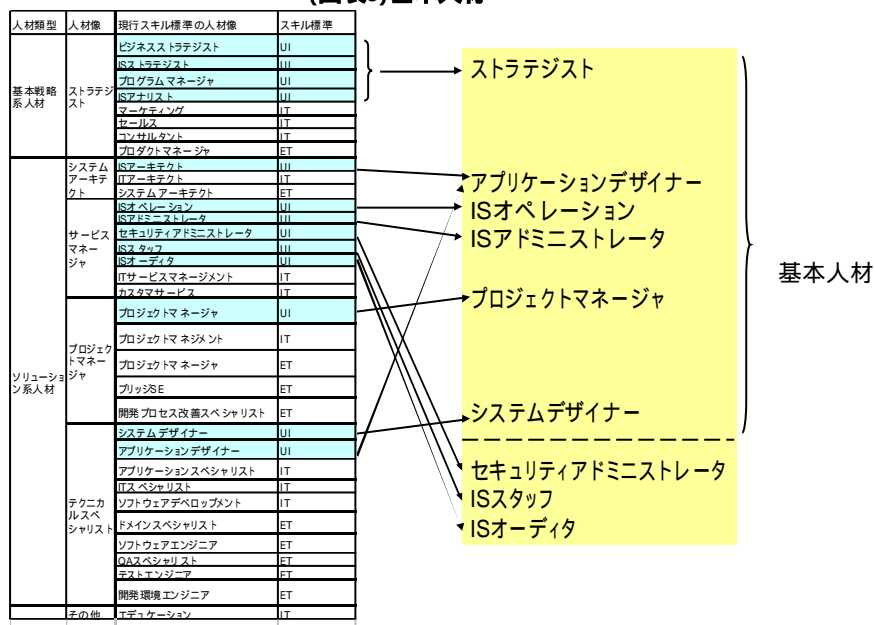 (図表3)基本人材
人材類型 人材像 現行スキル標準の人材像 スキル標準
基本戦略系人材 ストラテジスト ビジネスストラテジスト UI
ISストラテジスト UI
プログラムマネージャ UI
ISアナリスト UI
マーケティング IT
セールス IT
コンサルタント IT
プロダクトマネージャ ET
ソリューション系人材 システムアーキテクト ISアーキテクト UI
ITアーキテクト IT
システムアーキテクト ET
サービスマネージャ ISオペレーション UI
ISアドミニストレータ UI
セキュリティアドミニストレータ UI
ISスタッフ UI
ISオーディタ UI
ITサービスマネージメント IT
カスタマサービス IT
プロジェクトマネージャ プロジェクトマネージャ UI
プロジェクトマネジメント IT
プロジェクトマネージャ ET
ブリッジSE ET
開発プロセス改善スペシャリスト ET
テクニカルスペシャリスト システムデザイナー UI
アプリケーションデザイナー UI
アプリケーションスペシャリスト IT
ITスペシャリスト IT
ソフトウェアデベロップメント IT
ドメインスペシャリスト ET
ソフトウェアエンジニア ET
QAスペシャリスト ET
テストエンジニア ET
開発環境エンジニア ET
その他 エデュケーション IT
ストラテジスト
アプリケーションデザイナー
ISオペレーション
ISアドミニストレータ
プロジェクトマネージャ
システムデザイナー
セキュリティアドミニストレータ
ISスタッフ
ISオーディタ
基本人材